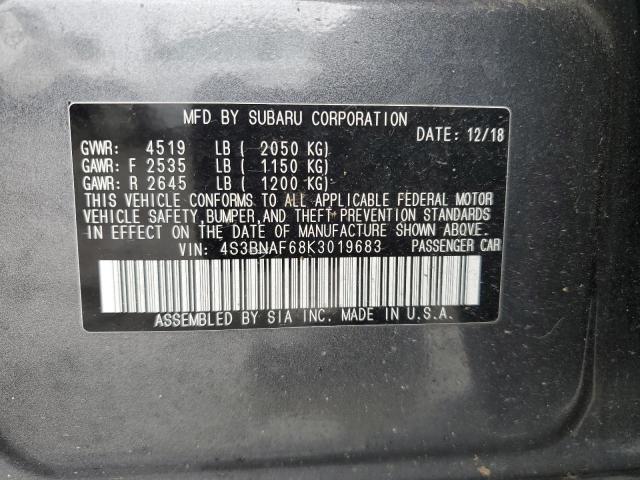 MFD BY SUBARU CORPORATION
DATE: 12/18
GVWR: 4519 LB ( 2050 KG)
GAWR: F 2535 LB ( 1150 KG)
GAWR: R 2645 LB ( 1200 KG)
THIS VEHICLE CONFORMS TO ALL APPLICABLE FEDERAL MOTOR
VEHICLE SAFETY, BUMPER, AND THEFT PREVENTION STANDARDS
IN EFFECT ON THE DATE OF MANUFACTURE SHOWN ABOVE.
VIN: 4S3BNAF68K3019683 PASSENGER CAR
ASSEMBLED BY SIA INC. MADE IN U.S.A.